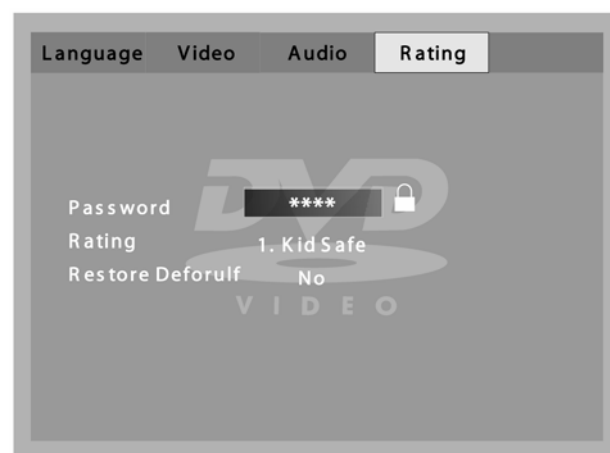 Language Video Audio Rating
DVD
Password **** 
Rating 1. Kid Safe
Restore Deforulf No
VIDEO